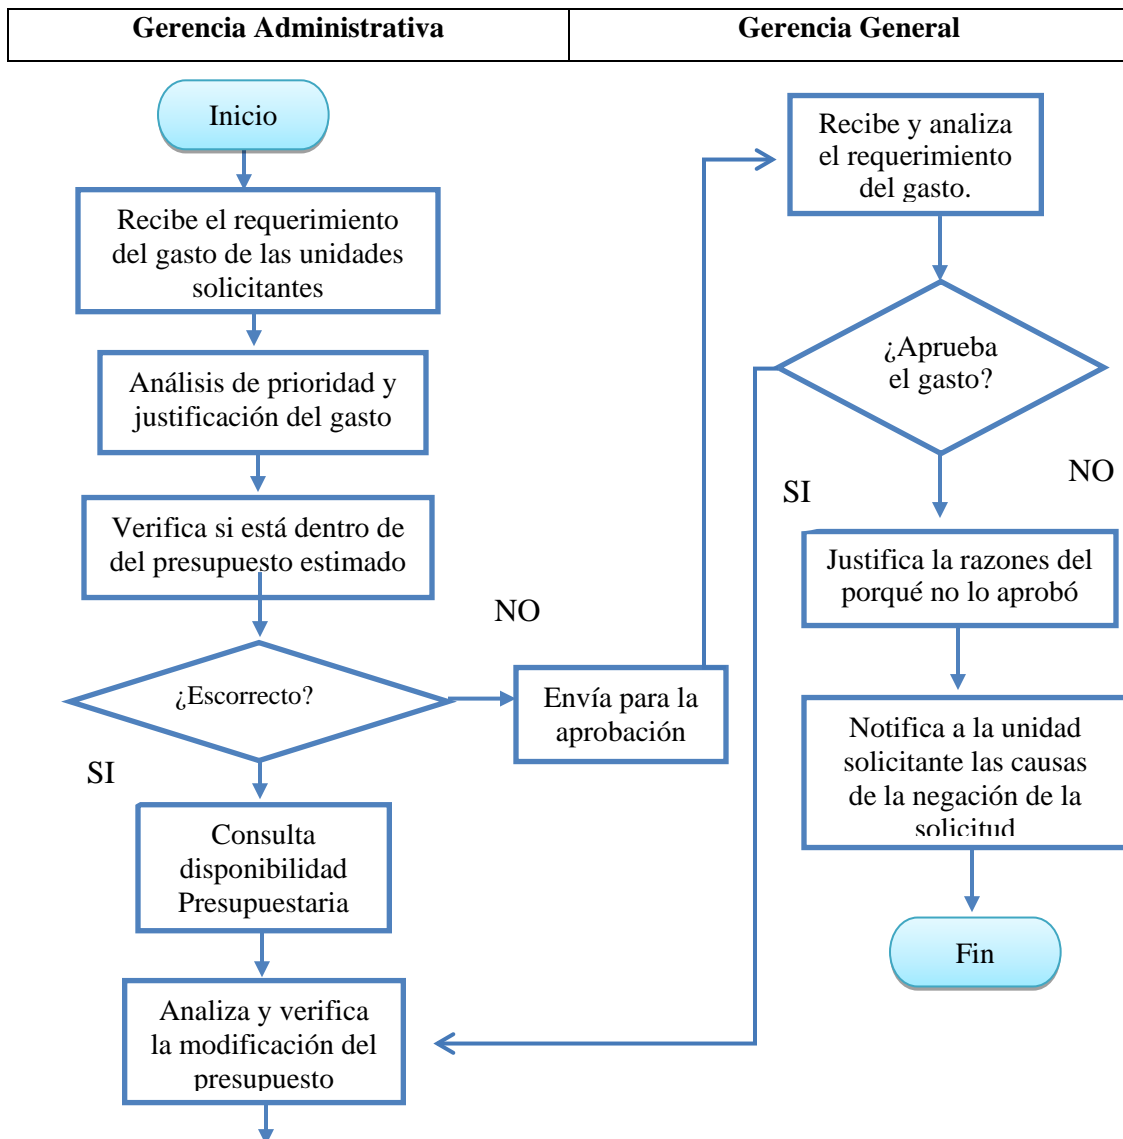 Gerencia Administrativa
Gerencia General
Inicio
Recibe el requerimiento
del gasto de las unidades
solicitantes
Análisis de prioridad y
justificación del gasto
Verifica si está dentro de
del presupuesto estimado
¿Escorrecto?
NO
SI
Envía para la
aprobación
Consulta
disponibilidad
Presupuestaria
Analiza y verifica
la modificación del
presupuesto
Recibe y analiza
el requerimiento
del gasto.
¿Aprueba
el gasto?
SI
NO
Justifica la razones del
porqué no lo aprobó
Notifica a la unidad
solicitante las causas
de la negación de la
solicitud
Fin